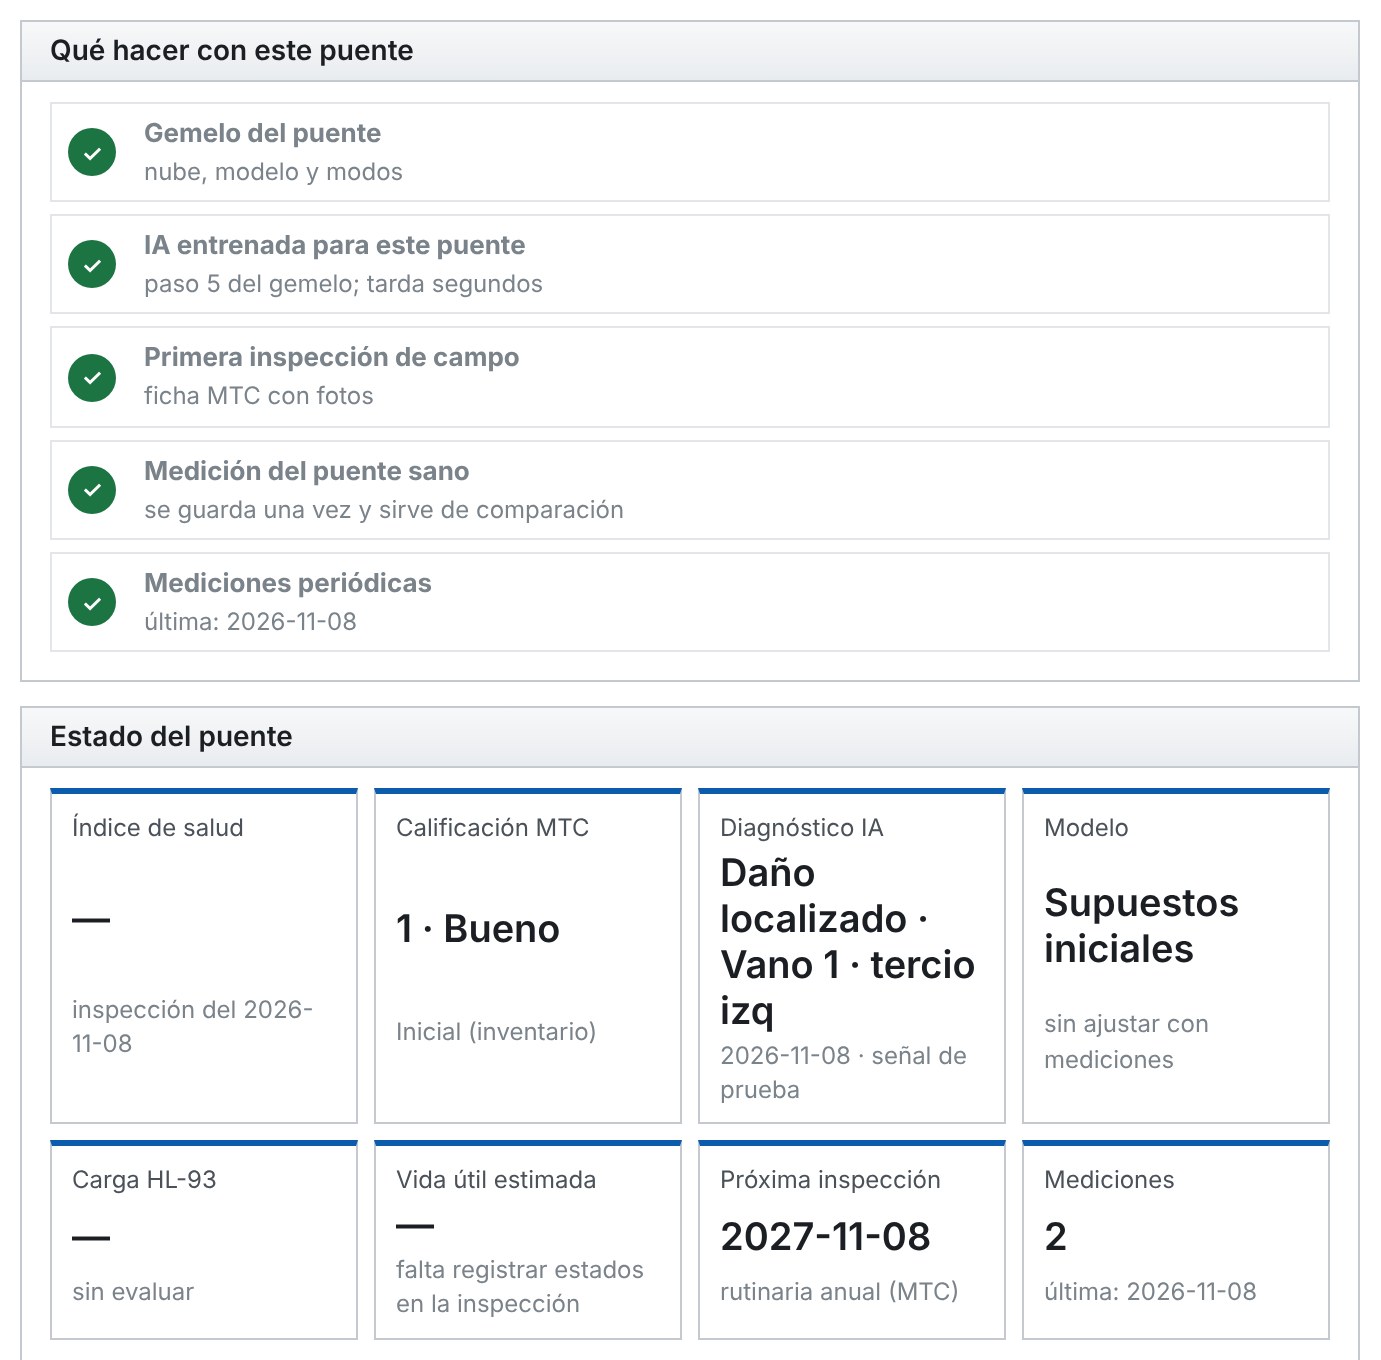 Qué hacer con este puente
Gemelo del puente
nube, modelo y modos
IA entrenada para este puente
paso 5 del gemelo; tarda segundos
Primera inspección de campo
ficha MTC con fotos
Medición del puente sano
se guarda una vez y sirve de comparación
Mediciones periódicas
última: 2026-11-08
Estado del puente
Índice de salud
—
inspección del 2026-
11-08
Calificación MTC
1 · Bueno
Inicial (inventario)
Diagnóstico IA
Daño
localizado ·
Vano 1 · tercio
izq
2026-11-08 · señal de
prueba
Modelo
Supuestos
iniciales
sin ajustar con
mediciones
Carga HL-93
—
sin evaluar
Vida útil estimada
—
falta registrar estados
en la inspección
Próxima inspección
2027-11-08
rutinaria anual (MTC)
Mediciones
2
última: 2026-11-08